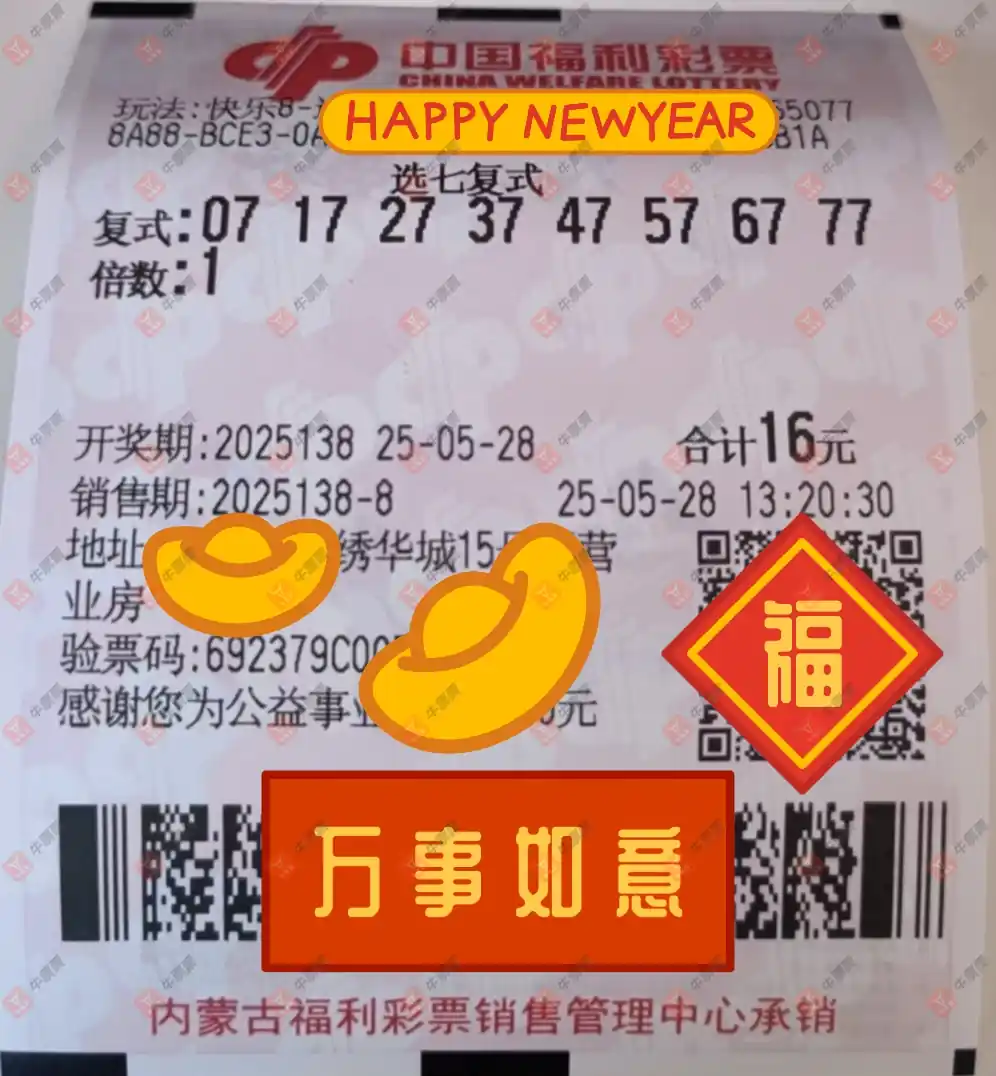 中国福利彩票
CHINA WELFARE LOTTERY
玩法:快乐8-
HAPPY NEWYEAR
55077
8A88-BCE3-0A
B1A
选七复式
复式:07 17 27 37 47 57 67 77
倍数:1
开奖期:2025138 25-05-28 合计16元
销售期:2025138-8 25-05-28 13:20:30
地址 绣华城15 营
业房
验票码:692379C00
感谢您为公益事业 元
福
万事如意
内蒙古福利彩票销售管理中心承销
牛票票